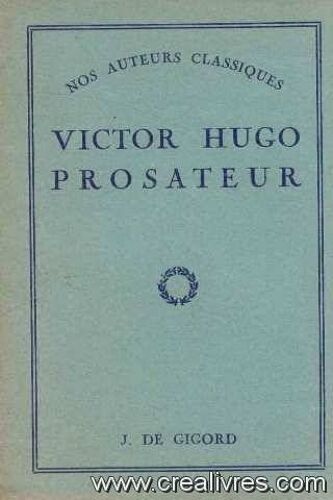 NOS AUTEURS CLASSIQUES
VICTOR HUGO
PROSATEUR
J. DE GIGORD
www.crealivres.com